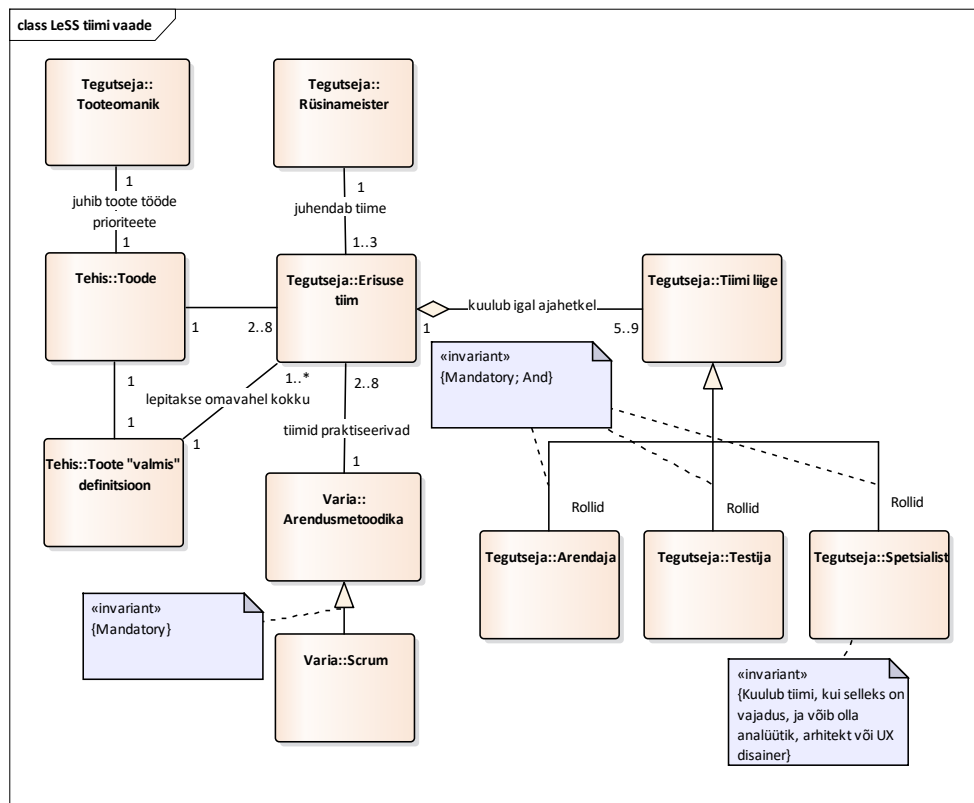 class LeSS tiimi vaade
Tegutseja::
Tooteomanik
Tegutseja::
Rüsinameister
1
juhib toote tööde
prioriteete
1
1
juhendab tiime
1..3
Tehis::Toode
Tegutseja::Erisuse
tiim
Tegutseja::Tiimi liige
1
2..8
1
kuulub igal ajahetkel
5..9
1
1
1..*
lepitakse omavahel kokku
1
2..8
tiimid praktiseerivad
1
«invariant»
{Mandatory; And}
Tehis::Toote "valmis"
definitsioon
Varia::
Arendusmetoodika
Rollid
Rollid
Rollid
Tegutseja::Arendaja
Tegutseja::Testija
Tegutseja::Spetsialist
«invariant»
{Mandatory}
Varia::Scrum
«invariant»
{Kuulub tiimi, kui selleks on
vajadus, ja võib olla
analüütik, arhitekt või UX
disainer}